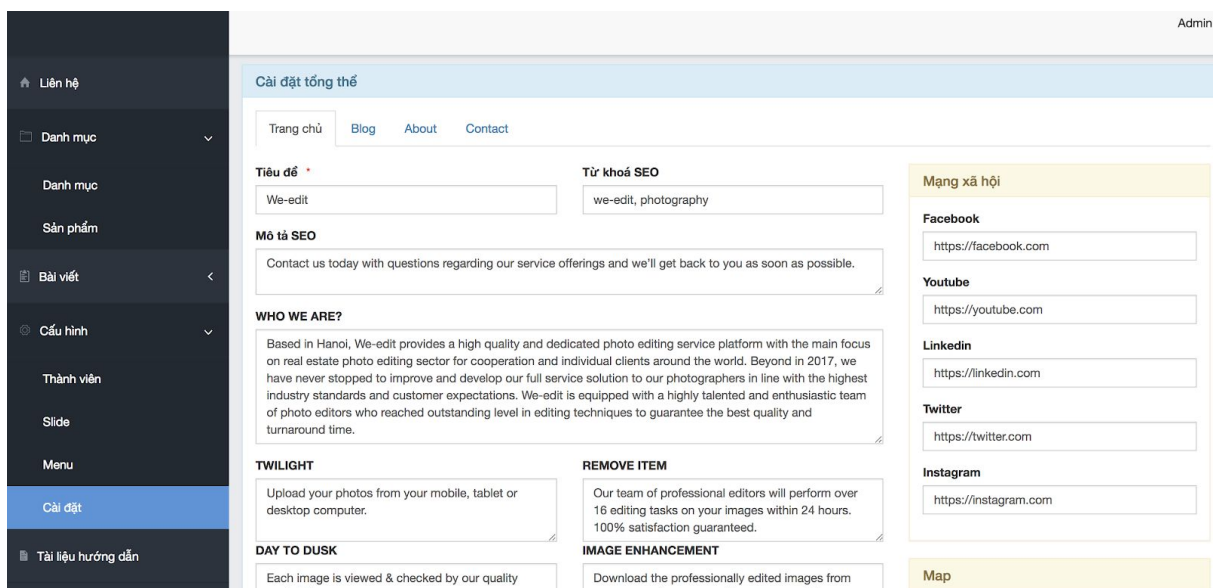 Admin
Liên hệ
Danh mục
Danh mục
Sản phẩm
Bài viết
Cấu hình
Thành viên
Slide
Menu
Cài đặt
Tài liệu hướng dẫn
Cài đặt tổng thể
Trang chủ Blog About Contact
Tiêu đề * Từ khoá SEO
We-edit we-edit, photography
Mô tả SEO
Contact us today with questions regarding our service offerings and we'll get back to you as soon as possible.
WHO WE ARE?
Based in Hanoi, We-edit provides a high quality and dedicated photo editing service platform with the main focus
on real estate photo editing sector for cooperation and individual clients around the world. Beyond in 2017, we
have never stopped to improve and develop our full service solution to our photographers in line with the highest
industry standards and customer expectations. We-edit is equipped with a highly talented and enthusiastic team
of photo editors who reached outstanding level in editing techniques to guarantee the best quality and
turnaround time.
TWILIGHT
Upload your photos from your mobile, tablet or
desktop computer.
REMOVE ITEM
Our team of professional editors will perform over
16 editing tasks on your images within 24 hours.
100% satisfaction guaranteed.
DAY TO DUSK
Each image is viewed & checked by our quality
IMAGE ENHANCEMENT
Download the professionally edited images from
Mạng xã hội
Facebook
https://facebook.com
Youtube
https://youtube.com
Linkedin
https://linkedin.com
Twitter
https://twitter.com
Instagram
https://instagram.com
Map